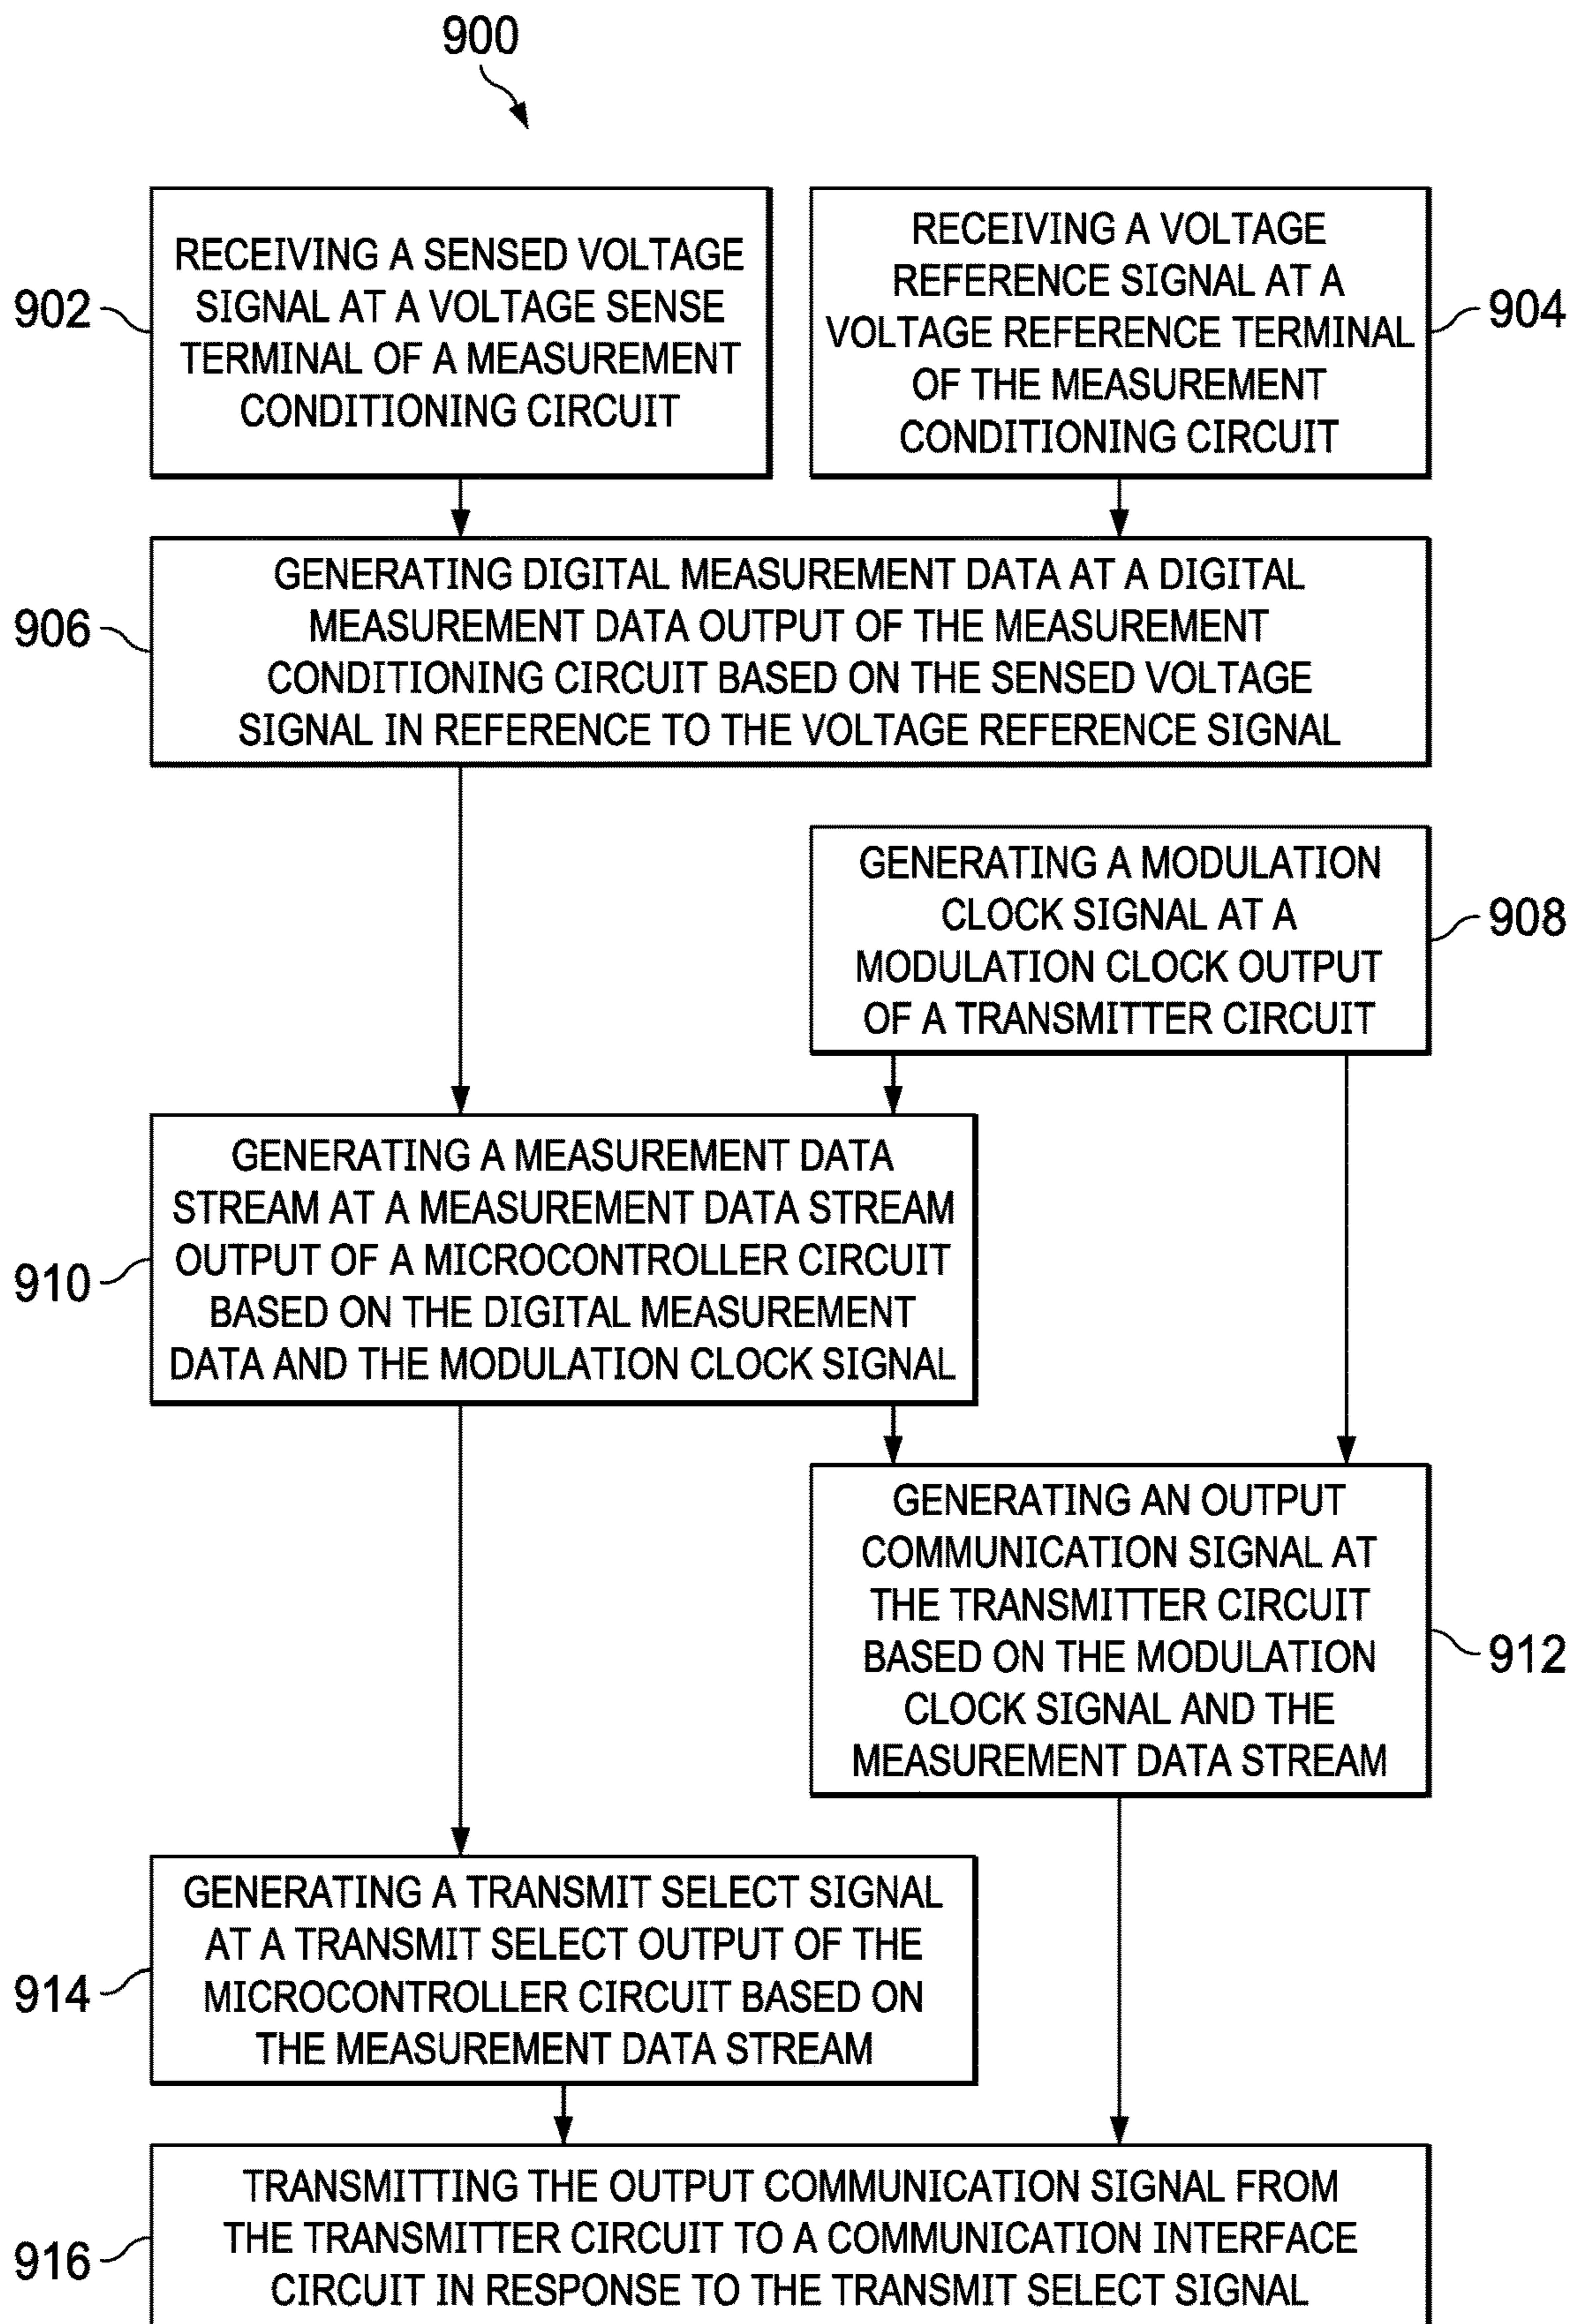 900
902
RECEIVING A SENSED VOLTAGE
SIGNAL AT A VOLTAGE SENSE
TERMINAL OF A MEASUREMENT
CONDITIONING CIRCUIT
RECEIVING A VOLTAGE
REFERENCE SIGNAL AT A
VOLTAGE REFERENCE TERMINAL
OF THE MEASUREMENT
CONDITIONING CIRCUIT
904
906
GENERATING DIGITAL MEASUREMENT DATA AT A DIGITAL
MEASUREMENT DATA OUTPUT OF THE MEASUREMENT
CONDITIONING CIRCUIT BASED ON THE SENSED VOLTAGE
SIGNAL IN REFERENCE TO THE VOLTAGE REFERENCE SIGNAL
GENERATING A MODULATION
CLOCK SIGNAL AT A
MODULATION CLOCK OUTPUT
OF A TRANSMITTER CIRCUIT
908
910
GENERATING A MEASUREMENT DATA
STREAM AT A MEASUREMENT DATA STREAM
OUTPUT OF A MICROCONTROLLER CIRCUIT
BASED ON THE DIGITAL MEASUREMENT
DATA AND THE MODULATION CLOCK SIGNAL
GENERATING AN OUTPUT
COMMUNICATION SIGNAL AT
THE TRANSMITTER CIRCUIT
BASED ON THE MODULATION
CLOCK SIGNAL AND THE
MEASUREMENT DATA STREAM
912
914
GENERATING A TRANSMIT SELECT SIGNAL
AT A TRANSMIT SELECT OUTPUT OF THE
MICROCONTROLLER CIRCUIT BASED ON
THE MEASUREMENT DATA STREAM
916
TRANSMITTING THE OUTPUT COMMUNICATION SIGNAL FROM
THE TRANSMITTER CIRCUIT TO A COMMUNICATION INTERFACE
CIRCUIT IN RESPONSE TO THE TRANSMIT SELECT SIGNAL